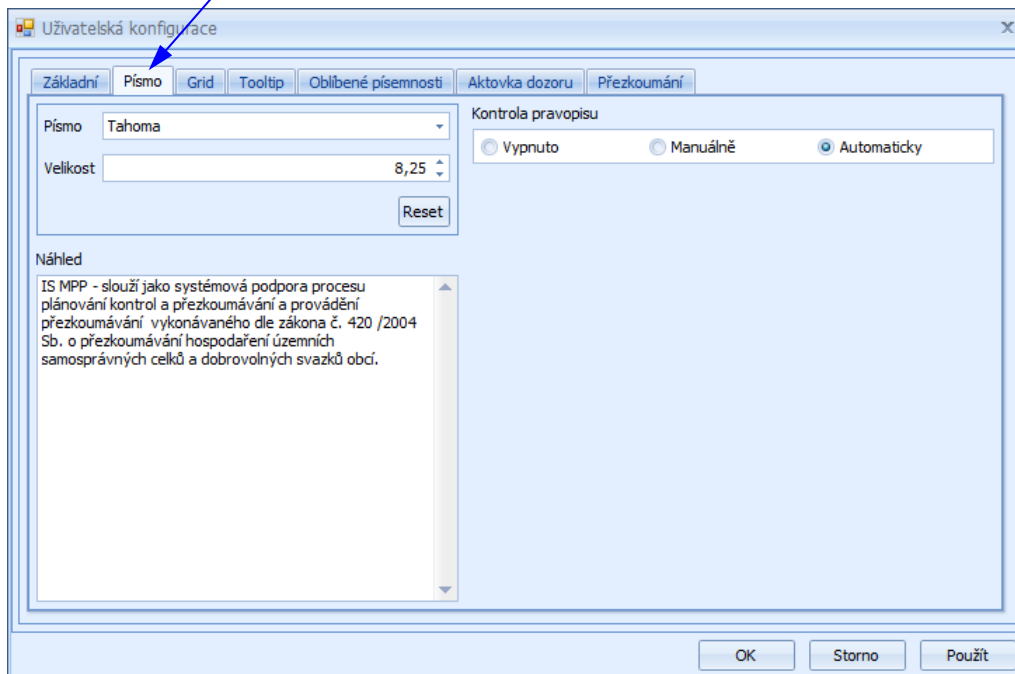 Uživatelská konfigurace
Základní Písmo Grid Tooltip Oblíbené písemnosti Aktovka dozoru Přezkoumání
Písmo Tahoma
Velikost 8,25
Reset
Kontrola pravopisu
Vypnuto Manuálně Automaticky
Náhled
IS MPP - slouží jako systémová podpora procesu
plánování kontrol a přezkoumávání a provádění
přezkoumávání  vykonávaného dle zákona č. 420 /2004
Sb. o přezkoumávání hospodaření územních
samosprávných celků a dobrovolných svazků obcí.
OK Storno Použít